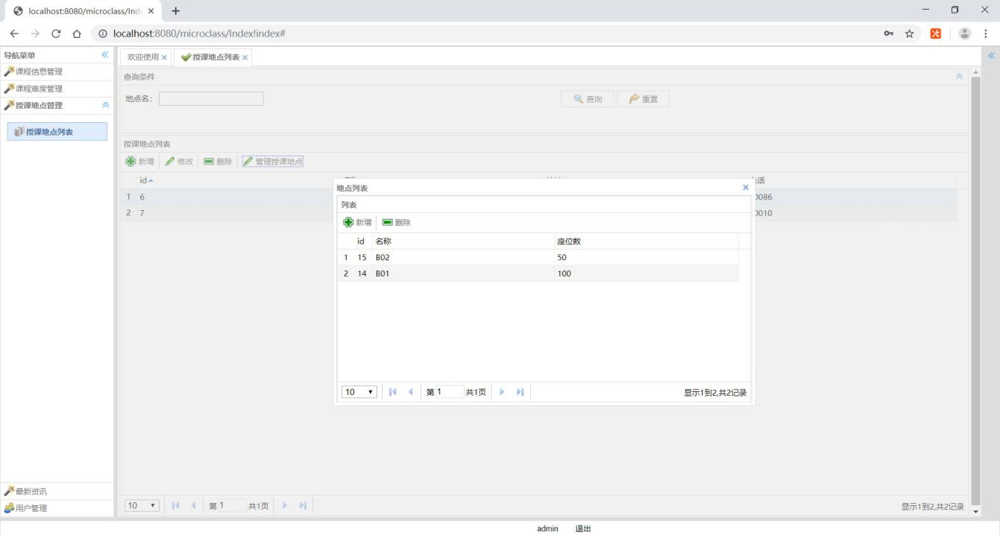 localhost:8080/microclass/Ind
localhost:8080/microclass/Index!index#
导航菜单
课程信息管理
课程难度管理
授课地点管理
授课地点列表
最新资讯
用户管理
欢迎使用 授课地点列表
查询条件
地点名: 查询 重置
授课地点列表
新增 修改 删除 管理授课地点
id
1 6 0086
2 7 0010
地点列表
列表
新增 删除
id 名称 座位数
1 15 B02 50
2 14 B01 100
10 第 1 共1页 显示1到2,共2记录
10 第 1 共1页 显示1到2,共2记录
admin 退出